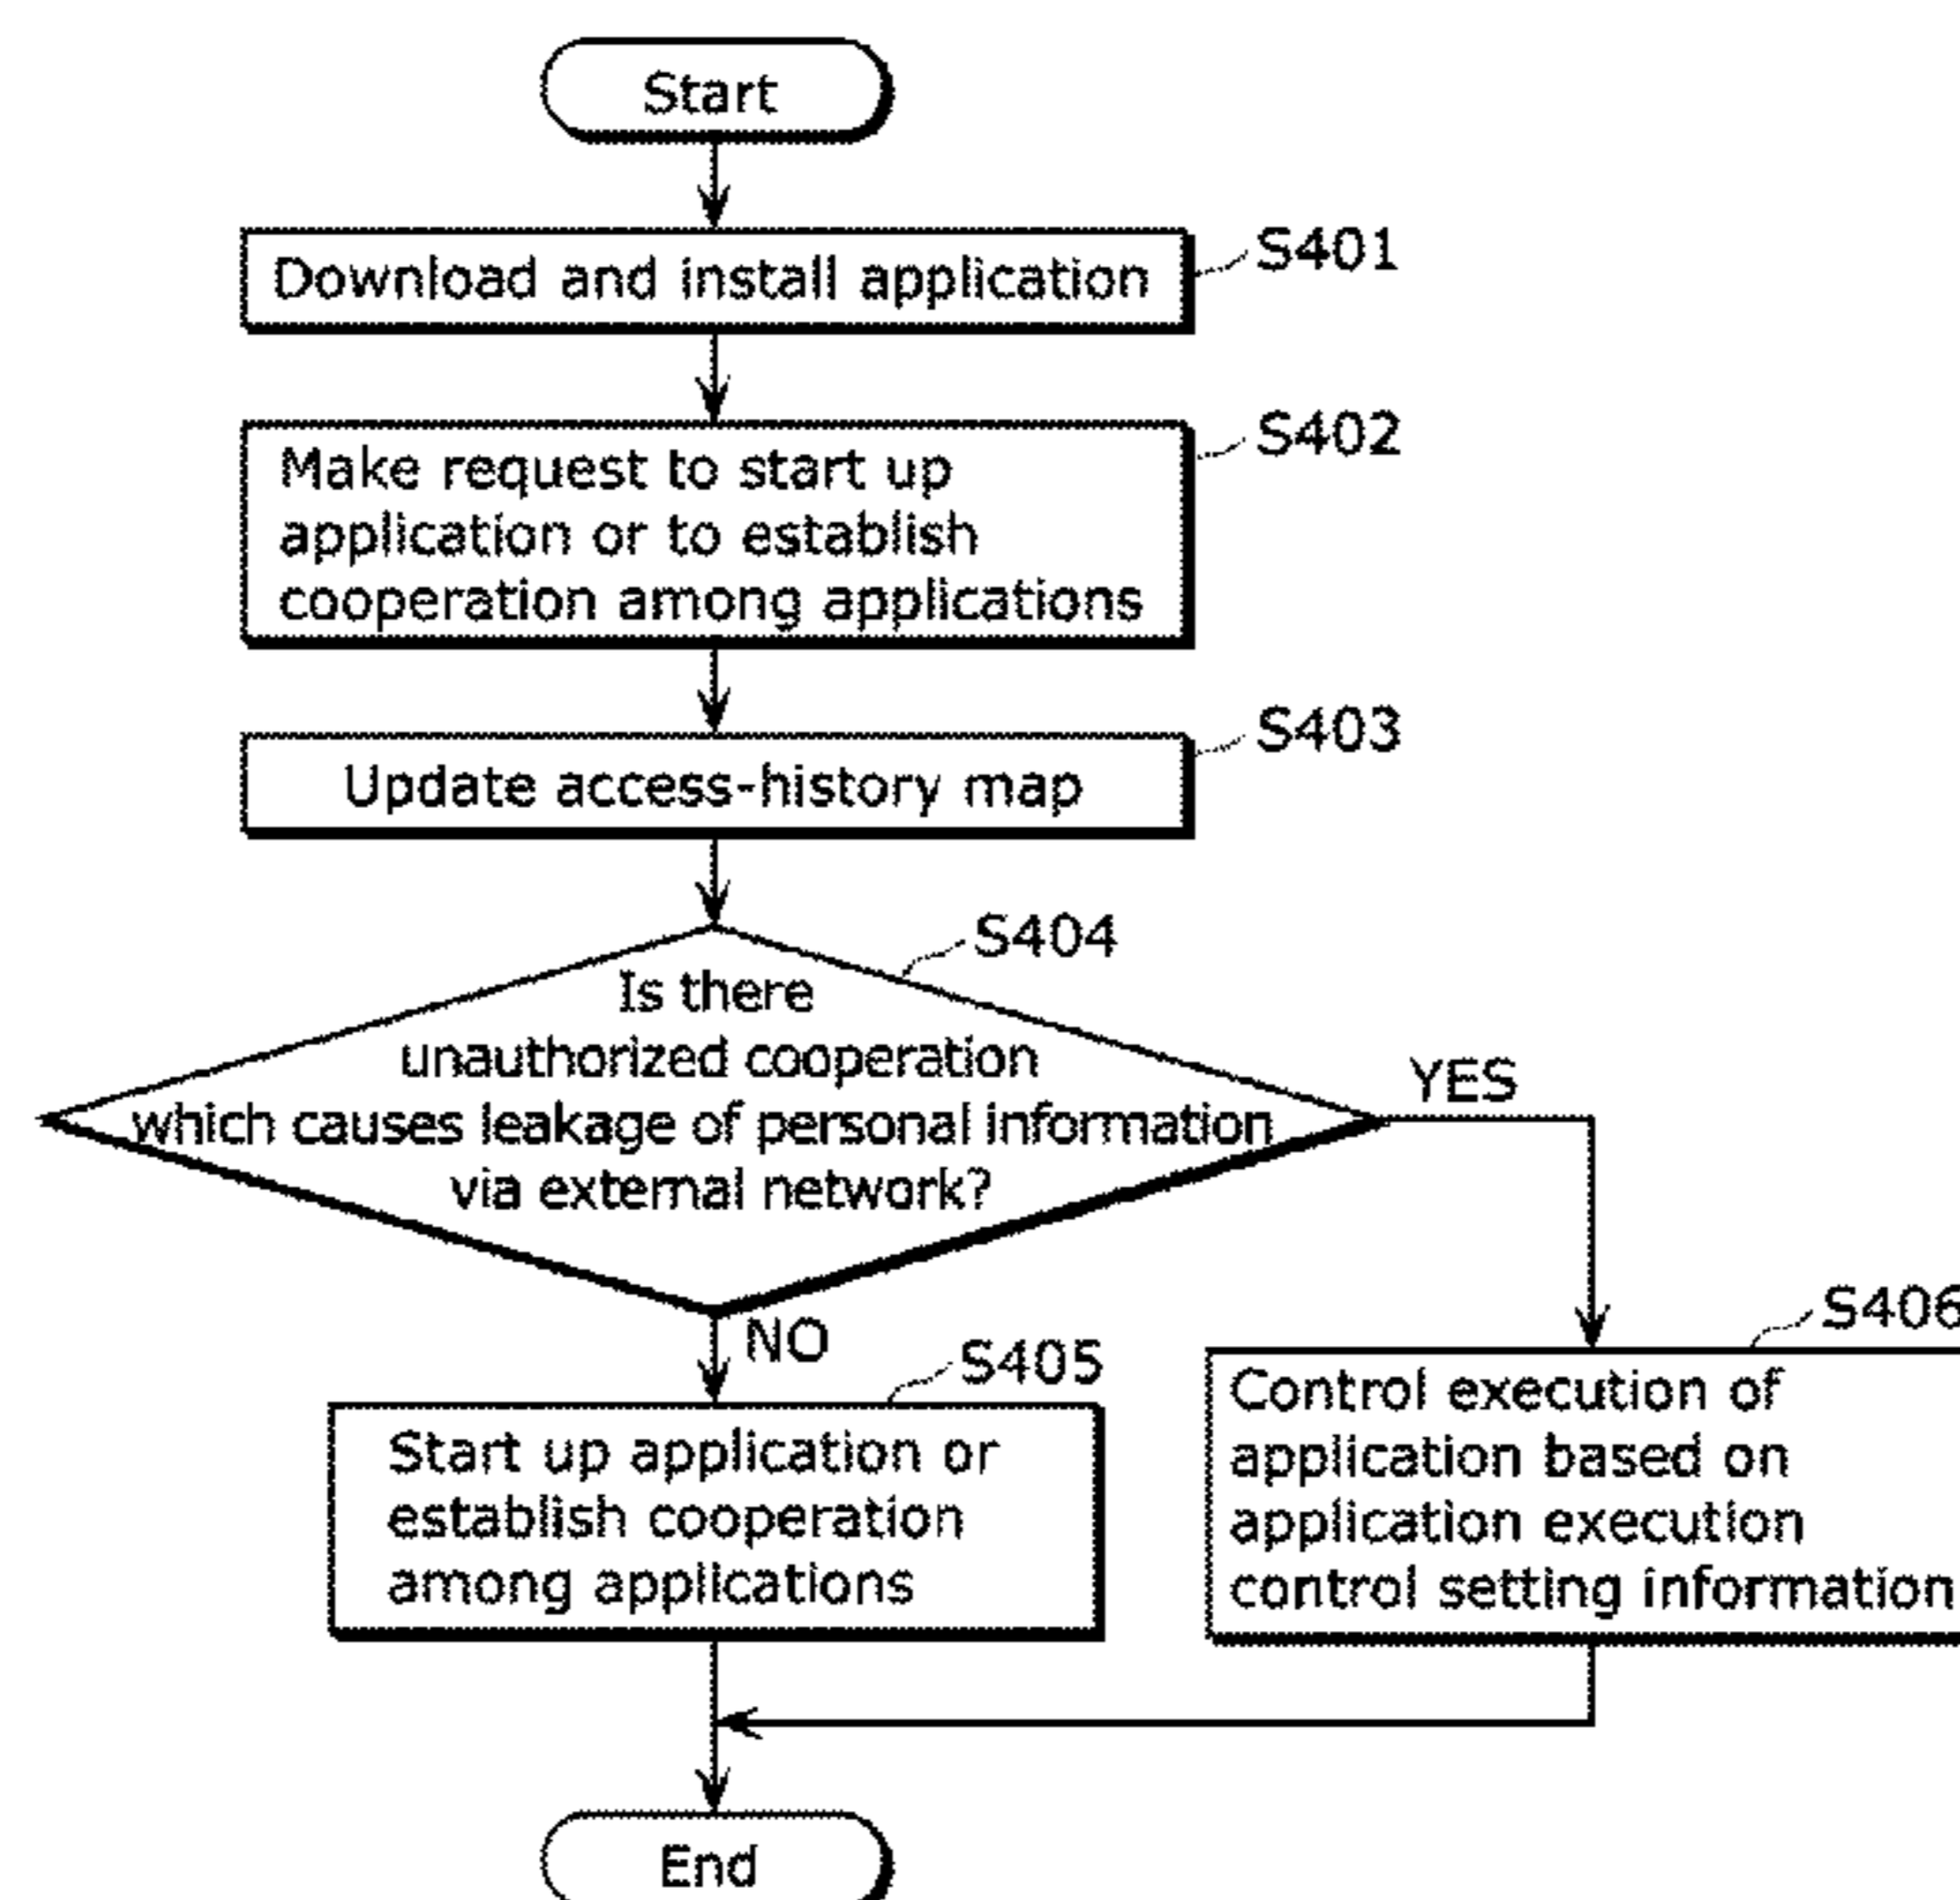 Start
Download and install application
S401
Make request to start up
application or to establish
cooperation among applications
S402
Update access-history map
S403
S404
Is there
unauthorized cooperation
which causes leakage of personal information
via external network?
YES
NO
S405
Start up application or
establish cooperation
among applications
S406
Control execution of
application based on
application execution
control setting information
End